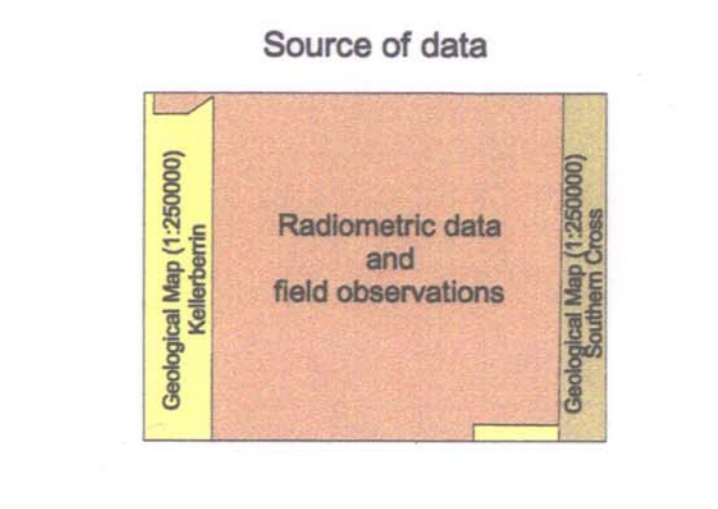 Source of data
Geological Map (1:250000)
Kellerberrin
Radiometric data
and
field observations
Geological Map (1:250000)
Southern Cross